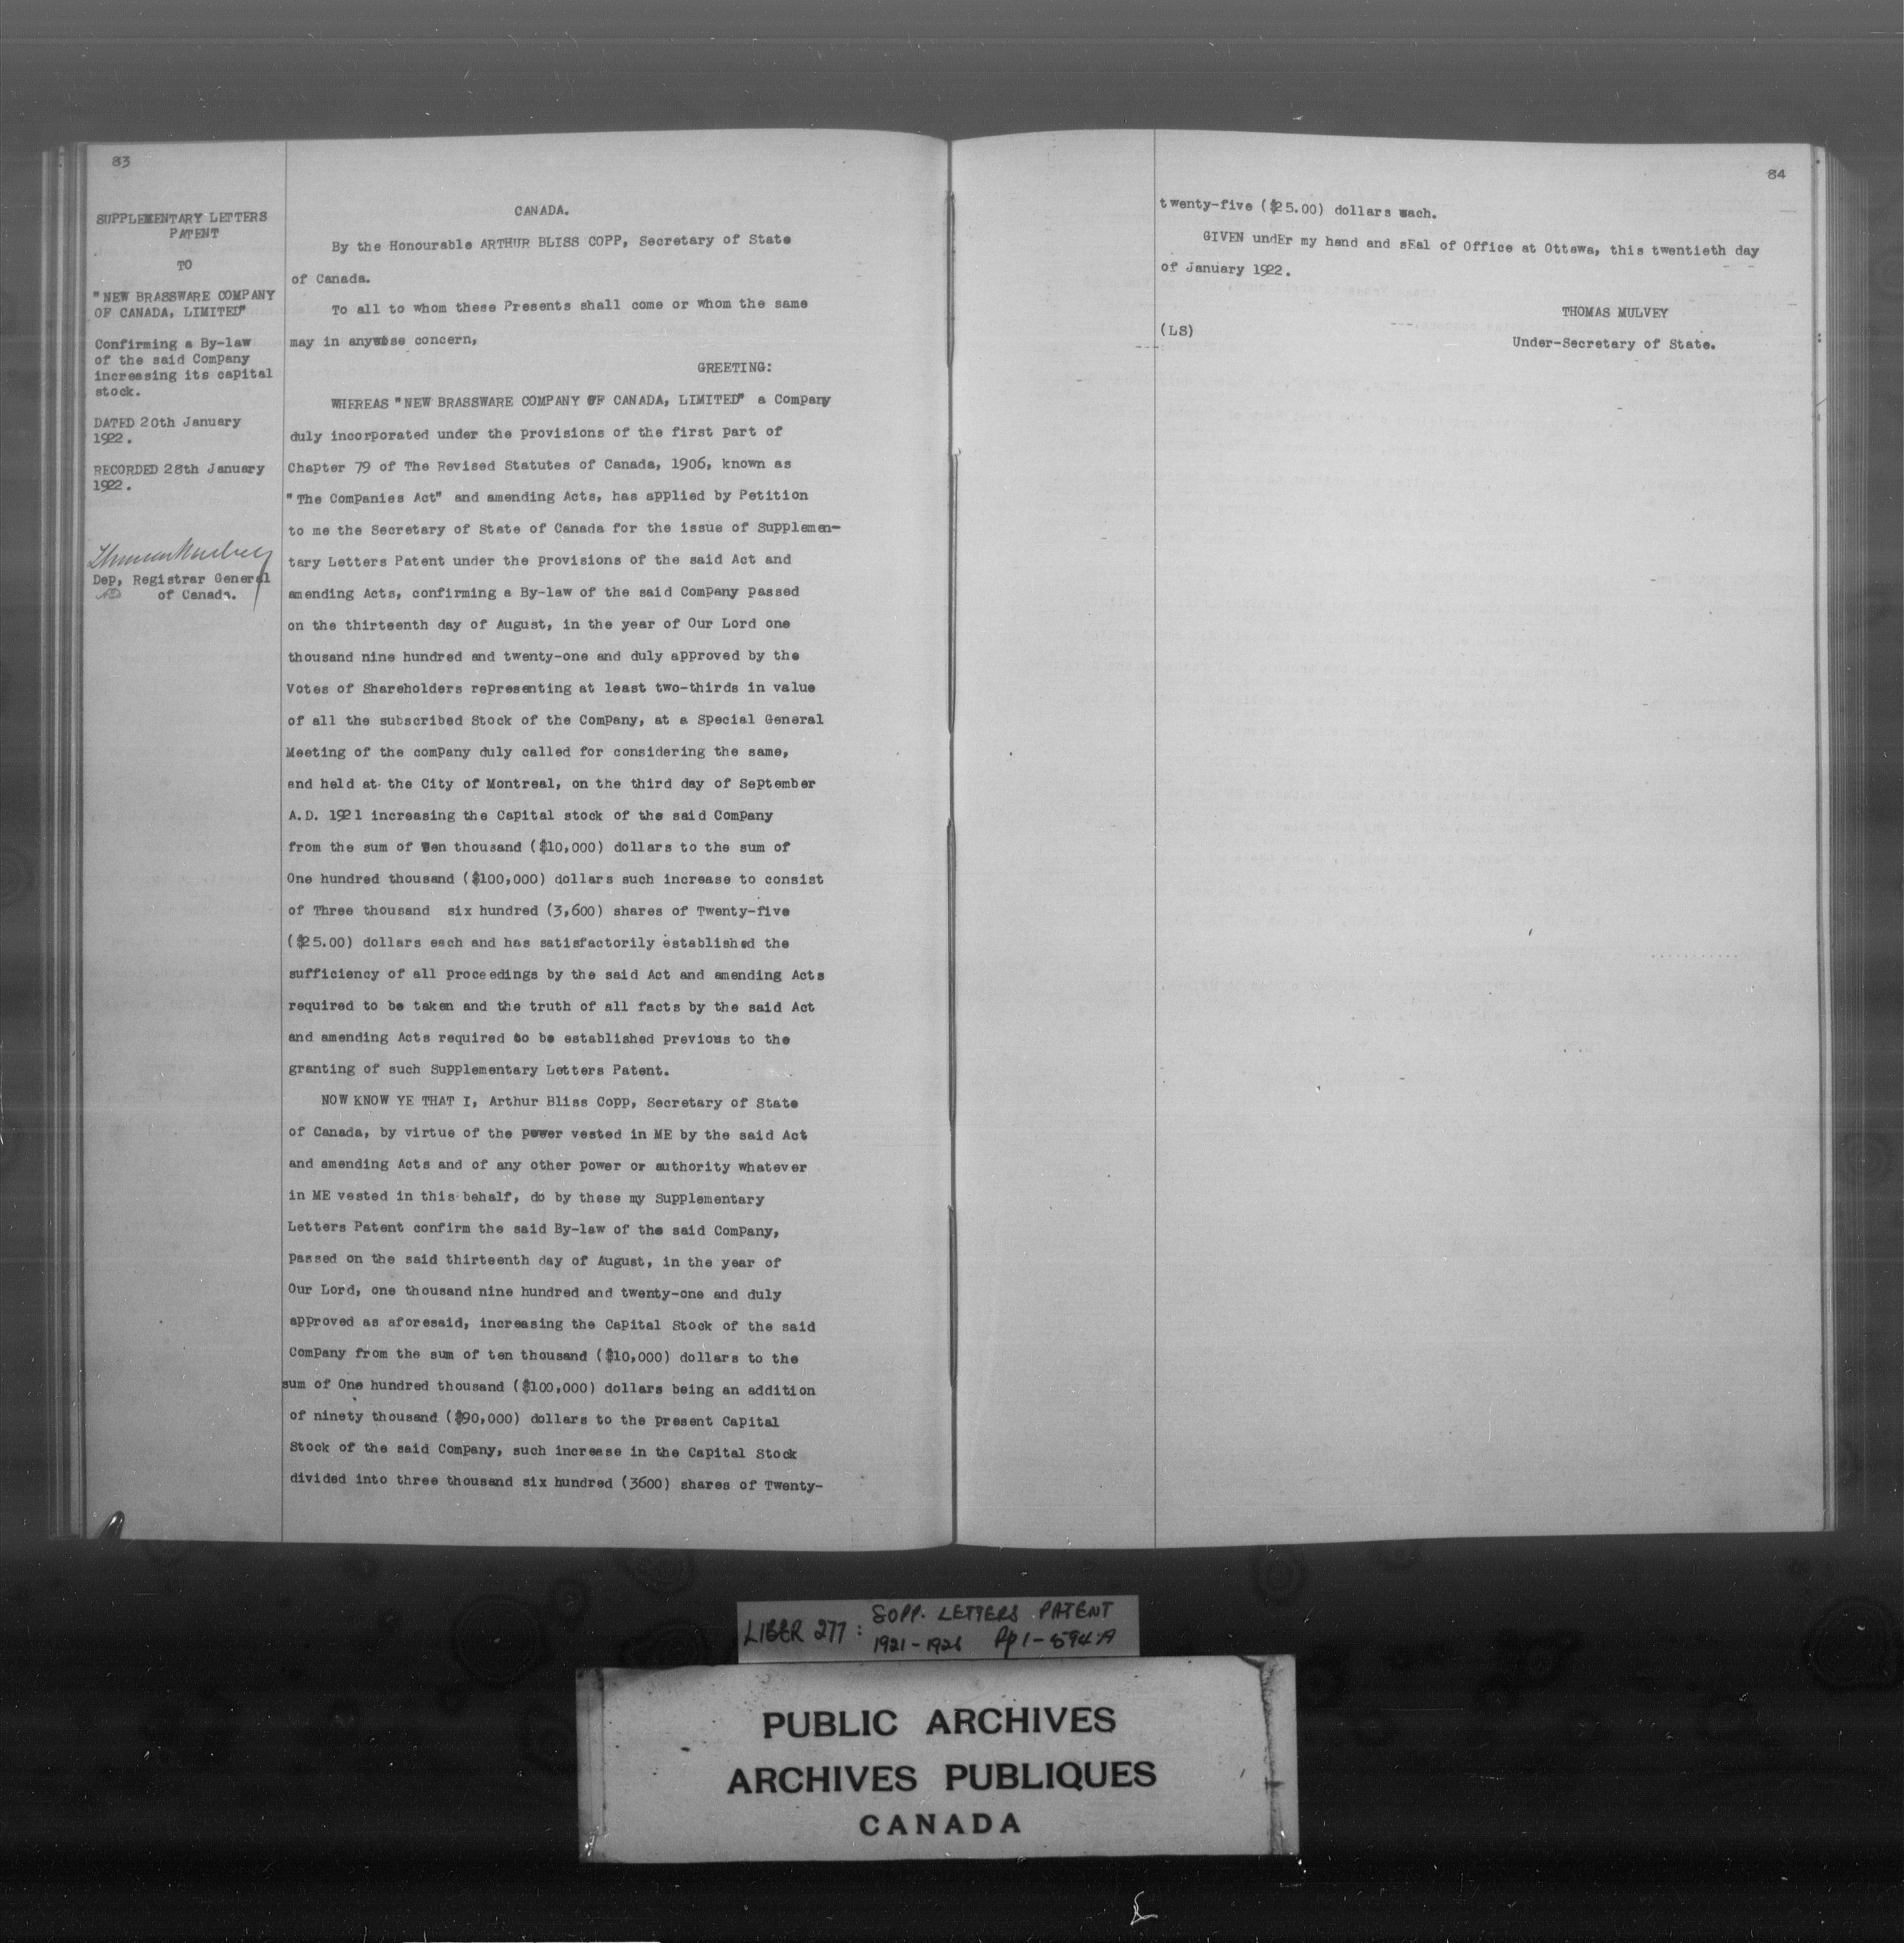 83
SUPPLEMENTARY LETTERS
PATENT
TO
"NEW BRASSWARE COMPANY
OF CANADA, LIMITED"
Confirming a By-law
of the said Company
increasing its capital
stock.
DATED 20th January
1922.
RECORDED 28th January
1922.
Thomas Mulvey
Dep, Registrar General
of Canada.
CANADA.
By the Honourable ARTHUR BLISS COPP, Secretary of State
of Canada.
To all to whom these Presents shall come or whom the same
may in anywise concern,
GREETING:
WHEREAS "NEW BRASSWARE COMPANY OF CANADA, LIMITED" a Company
duly incorporated under the provisions of the first part of
Chapter 79 of The Revised Statutes of Canada, 1906, known as
"The Companies Act" and amending Acts, has applied by Petition
to me the Secretary of State of Canada for the issue of Supplemen-
tary Letters Patent under the provisions of the said Act and
amending Acts, confirming a By-law of the said Company passed
on the thirteenth day of August, in the year of Our Lord one
thousand nine hundred and twenty-one and duly approved by the
Votes of Shareholders representing at least two-thirds in value
of all the subscribed Stock of the Company, at a Special General
Meeting of the company duly called for considering the same,
and held at the City of Montreal, on the third day of September
A.D. 1921 increasing the Capital stock of the said Company
from the sum of Ten thousand ($10,000) dollars to the sum of
One hundred thousand ($100,000) dollars such increase to consist
of Three thousand six hundred (3,600) shares of Twenty-five
($25.00) dollars each and has satisfactorily established the
sufficiency of all proceedings by the said Act and amending Acts
required to be taken and the truth of all facts by the said Act
and amending Acts required to be established previous to the
granting of such Supplementary Letters Patent.
NOW KNOW YE THAT I, Arthur Bliss Copp, Secretary of State
of Canada, by virtue of the power vested in ME by the said Act
and amending Acts and of any other power or authority whatever
in ME vested in this behalf, do by these my Supplementary
Letters Patent confirm the said By-law of the said Company,
passed on the said thirteenth day of August, in the year of
Our Lord, one thousand nine hundred and twenty-one and duly
approved as aforesaid, increasing the Capital Stock of the said
Company from the sum of ten thousand ($10,000) dollars to the
sum of One hundred thousand ($100,000) dollars being an addition
of ninety thousand ($90,000) dollars to the present Capital
Stock of the said Company, such increase in the Capital Stock
divided into three thousand six hundred (3600) shares of Twenty-
84
twenty-five ($25.00) dollars each.
GIVEN undEr my hand and sEal of Office at Ottawa, this twentieth day
of January 1922.
THOMAS MULVEY
(LS)
Under-Secretary of State.
LIBER 277: SUPP. LETTERS PATENT
1921- Pp 1-594A
PUBLIC ARCHIVES
ARCHIVES PUBLIQUES
CANADA